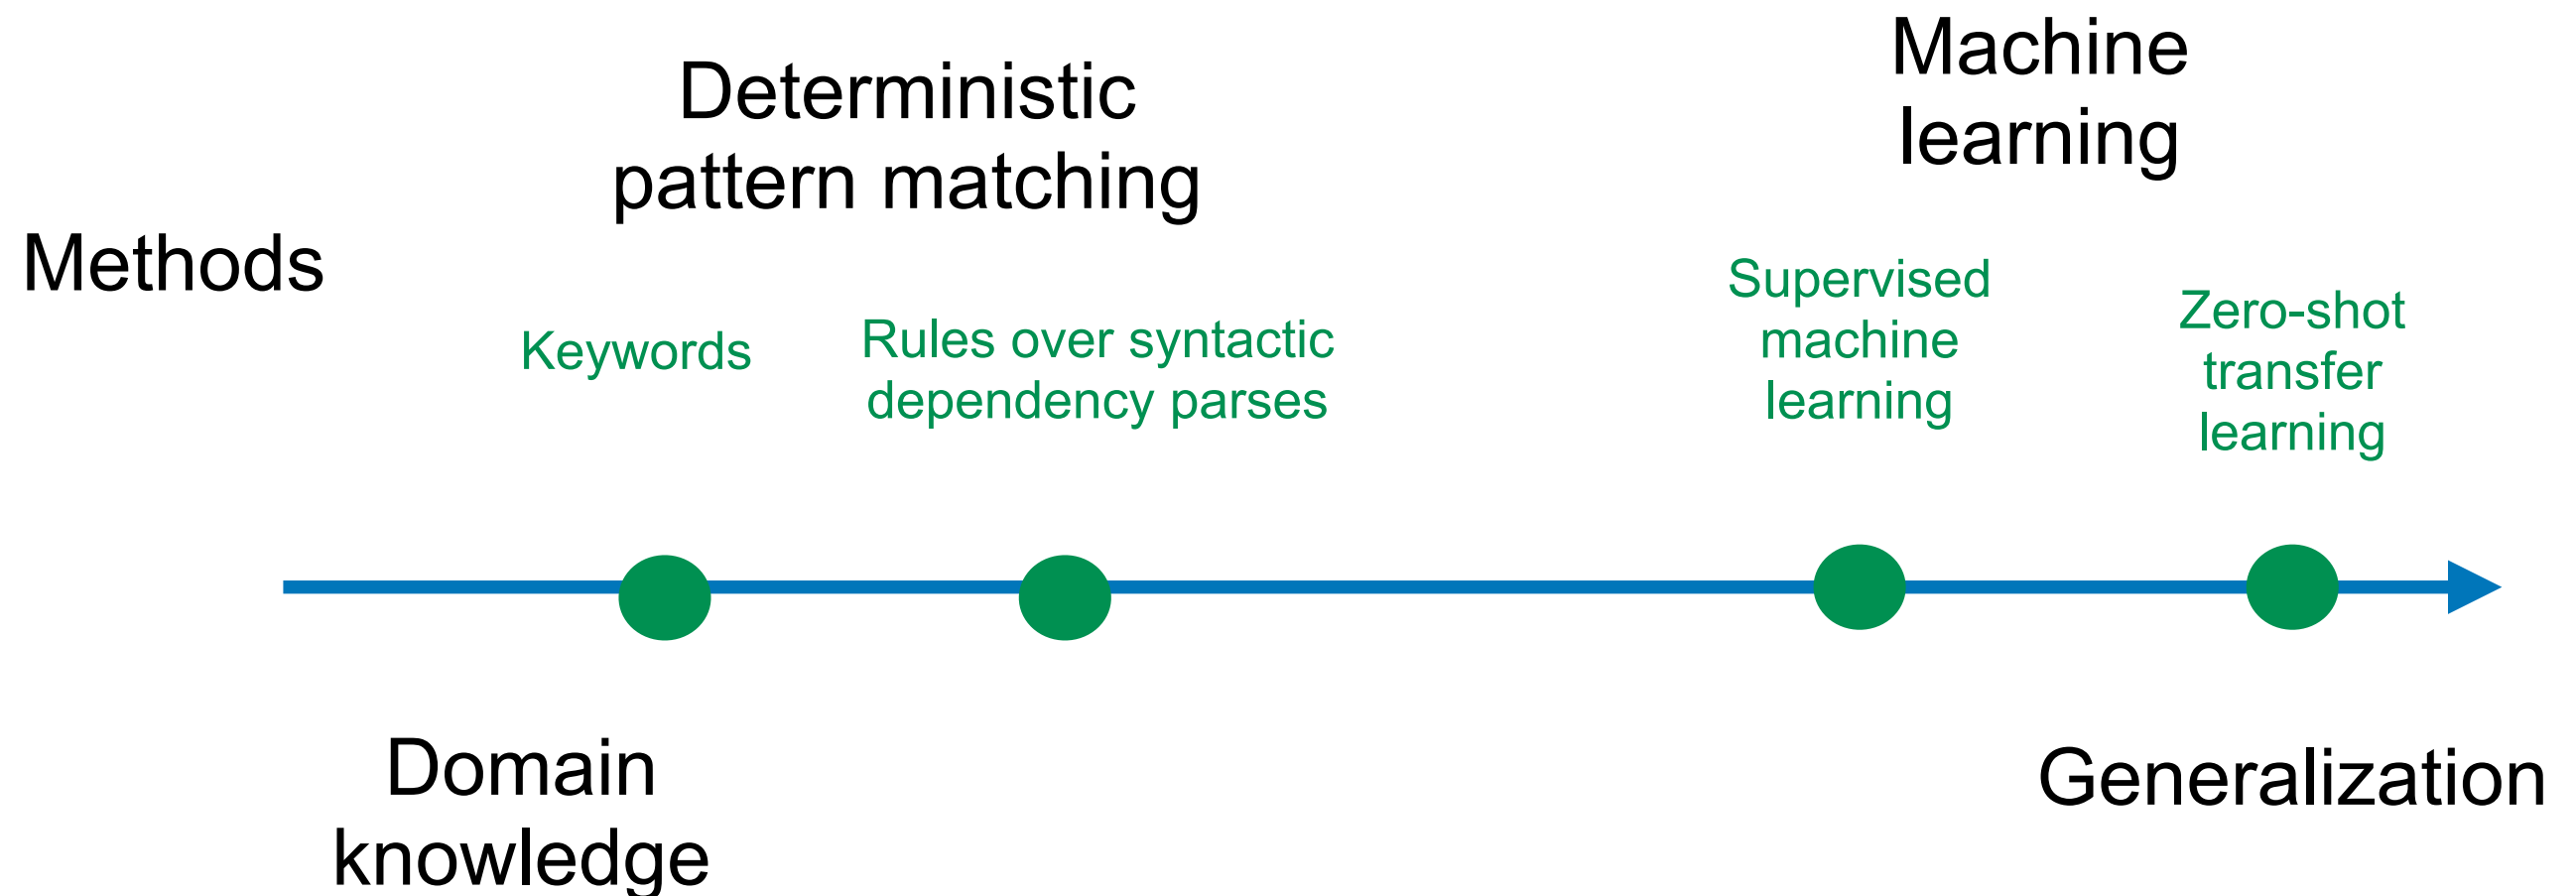 Methods
Deterministic
pattern matching
Machine
learning
Keywords
Rules over syntactic
dependency parses
Supervised
machine
learning
Zero-shot
transfer
learning
Domain
knowledge
Generalization